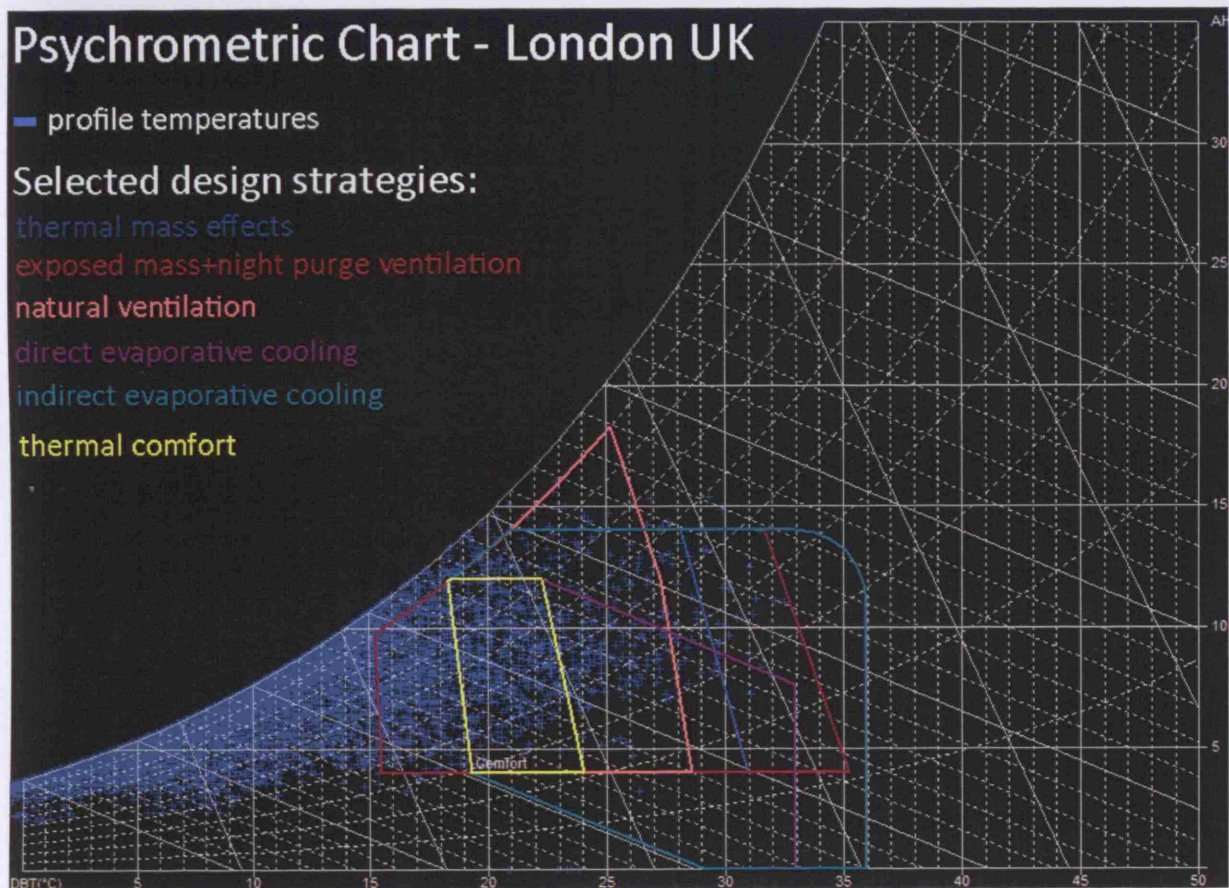 Psychrometric Chart - London UK
AH
profile temperatures
Selected design strategies:
thermal mass effects
exposed mass+night purge ventilation
natural ventilation
direct evaporative cooling
indirect evaporative cooling
thermal comfort
30
25
20
15
10
5
Comfort
DBT(°C) 5 10 15 20 25 30 35 40 45 50